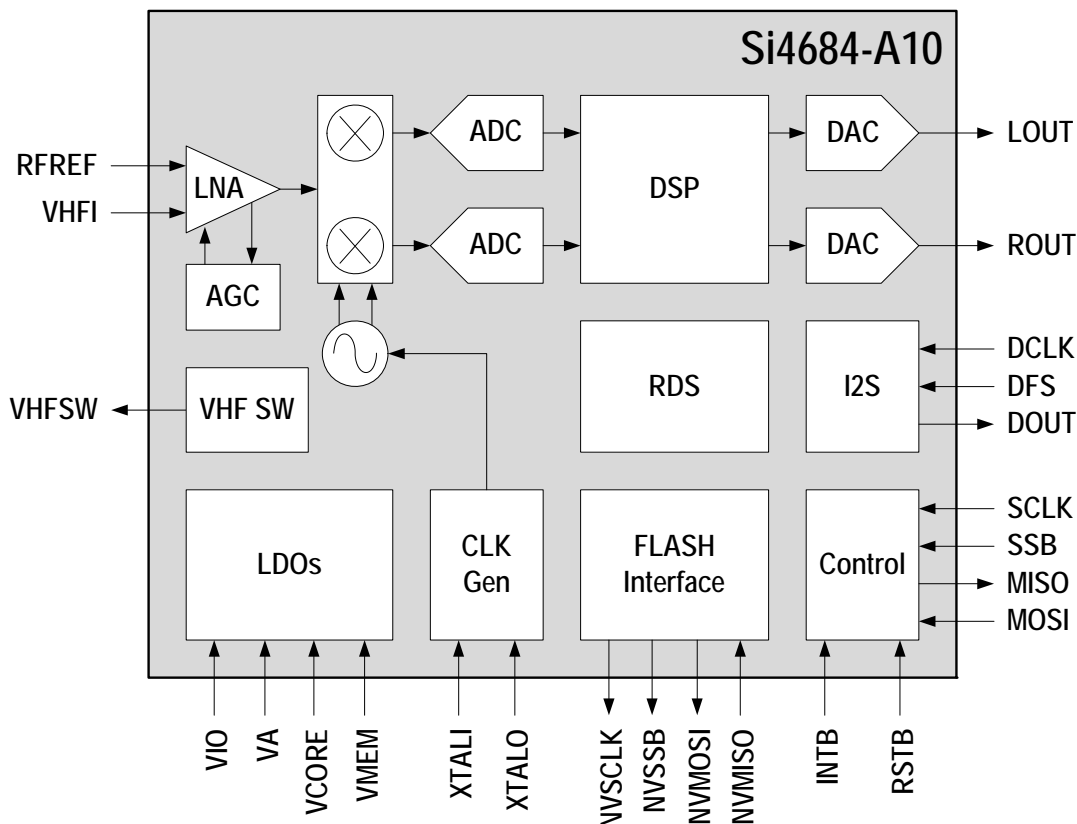 Si4684-A10
RFREF
VHFI
LNA
AGC
ADC
ADC
DSP
DAC
DAC
LOUT
ROUT
VHFSW
VHF SW
RDS
I2S
DCLK
DFS
DOUT
LDOs
CLK
Gen
FLASH
Interface
Control
SCLK
SSB
MISO
MOSI
VIO
VA
VCORE
VMEM
XTALI
XTALO
NVSCLK
NVSSB
NVMOSI
NVMISO
INTB
RSTB